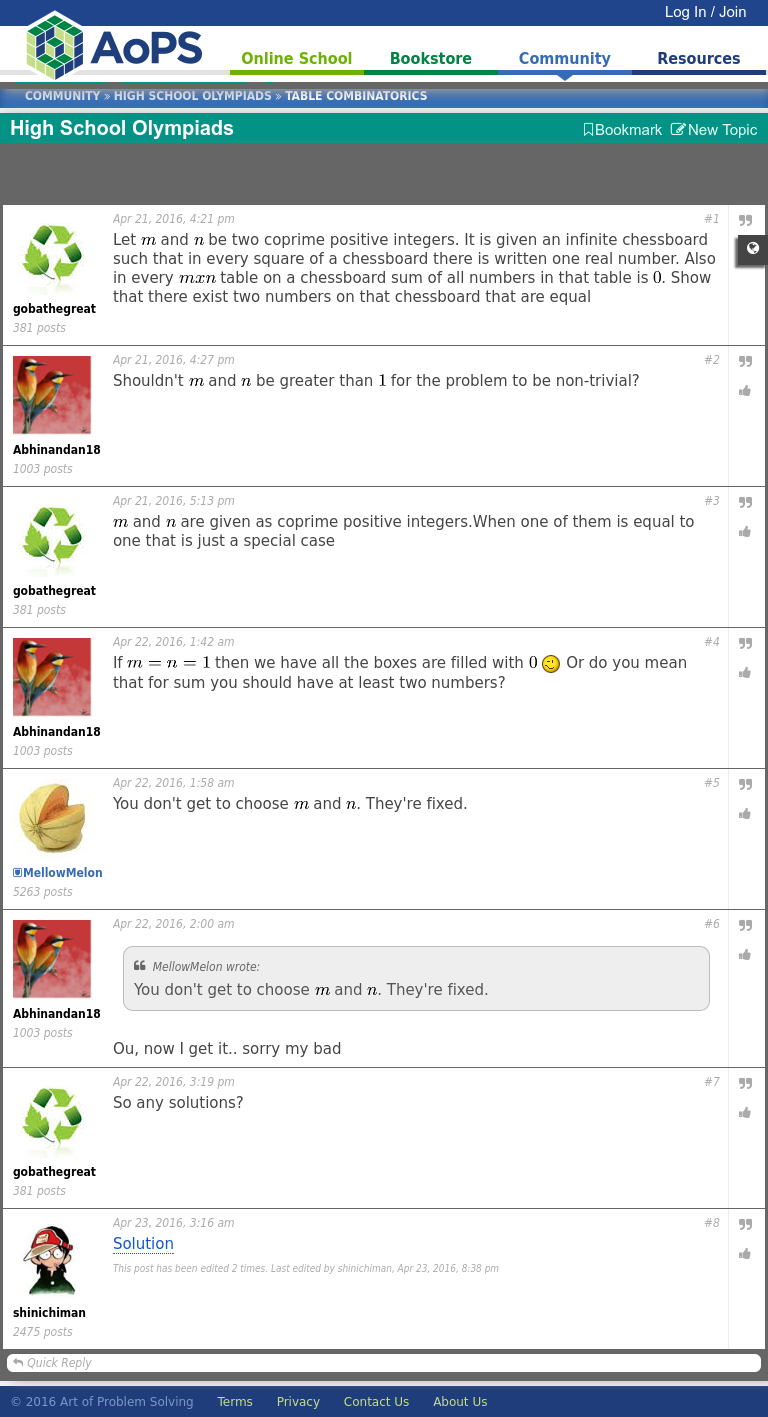 Log In / Join
AoPS
Online School
Bookstore
Community
Resources
COMMUNITY » HIGH SCHOOL OLYMPIADS » TABLE COMBINATORICS
High School Olympiads
Bookmark New Topic
Apr 21, 2016, 4:21 pm #1
Let m and n be two coprime positive integers. It is given an infinite chessboard
such that in every square of a chessboard there is written one real number. Also
in every mxn table on a chessboard sum of all numbers in that table is 0. Show
that there exist two numbers on that chessboard that are equal
gobathegreat
381 posts
Apr 21, 2016, 4:27 pm #2
Shouldn't m and n be greater than 1 for the problem to be non-trivial?
Abhinandan18
1003 posts
Apr 21, 2016, 5:13 pm #3
m and n are given as coprime positive integers.When one of them is equal to
one that is just a special case
gobathegreat
381 posts
Apr 22, 2016, 1:42 am #4
If m = n = 1 then we have all the boxes are filled with 0 Or do you mean
that for sum you should have at least two numbers?
Abhinandan18
1003 posts
Apr 22, 2016, 1:58 am #5
You don't get to choose m and n. They're fixed.
MellowMelon
5263 posts
Apr 22, 2016, 2:00 am #6
MellowMelon wrote:
You don't get to choose m and n. They're fixed.
Ou, now I get it.. sorry my bad
Abhinandan18
1003 posts
Apr 22, 2016, 3:19 pm #7
So any solutions?
gobathegreat
381 posts
Apr 23, 2016, 3:16 am #8
Solution
This post has been edited 2 times. Last edited by shinichiman, Apr 23, 2016, 8:38 pm
shinichiman
2475 posts
Quick Reply
© 2016 Art of Problem Solving Terms Privacy Contact Us About Us